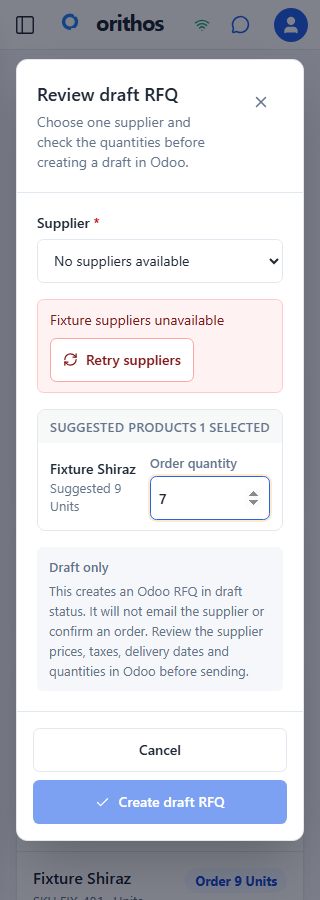 orithos
Review draft RFQ
Choose one supplier and
check the quantities before
creating a draft in Odoo.
Supplier *
No suppliers available
Fixture suppliers unavailable
Retry suppliers
SUGGESTED PRODUCTS 1 SELECTED
Fixture Shiraz
Suggested 9
Units
Order quantity
7
Draft only
This creates an Odoo RFQ in draft
status. It will not email the supplier or
confirm an order. Review the supplier
prices, taxes, delivery dates and
quantities in Odoo before sending.
Cancel
Create draft RFQ
Fixture Shiraz
Order 9 Units